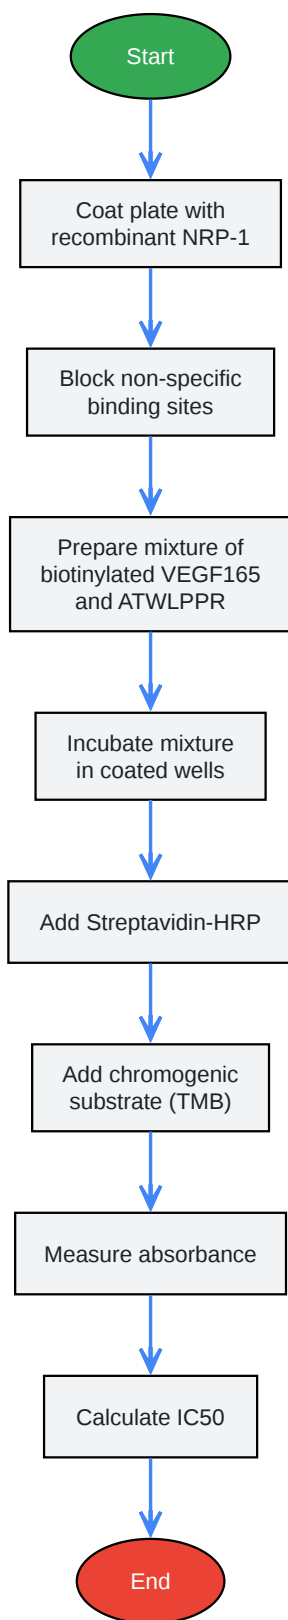 Start
Coat plate with
recombinant NRP-1
Block non-specific
binding sites
Prepare mixture of
biotinylated VEGF165
and ATWLPPR
Incubate mixture
in coated wells
Add Streptavidin-HRP
Add chromogenic
substrate (TMB)
Measure absorbance
Calculate IC50
End